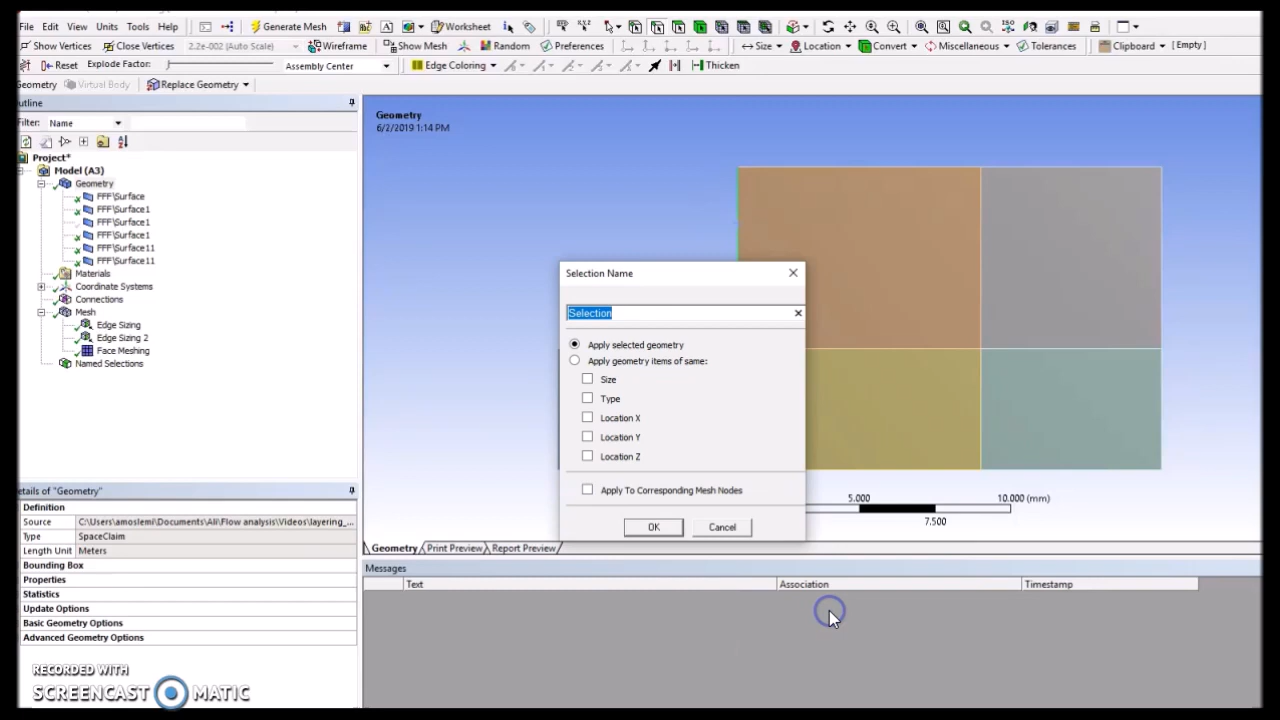 File Edit View Units Tools Help Generate Mesh Worksheet
Show Vertices Close Vertices 2.2e-002 (Auto Scale) Wireframe Show Mesh Random Preferences Size Location Convert Miscellaneous Tolerances Clipboard [Empty]
Reset Explode Factor: Assembly Center Edge Coloring Thicken
Geometry Virtual Body Replace Geometry
utline
Filter: Name
Project*
Model (A3)
Geometry
FFF\Surface
FFF\Surface1
FFF\Surface1
FFF\Surface1
FFF\Surface11
FFF\Surface11
Materials
Coordinate Systems
Connections
Mesh
Edge Sizing
Edge Sizing 2
Face Meshing
Named Selections
etails of "Geometry"
Definition
Source C:\Users\amoslemi\Documents\Ali\Flow analysis\Videos\layering_...
Type SpaceClaim
Length Unit Meters
Bounding Box
Properties
Statistics
Update Options
Basic Geometry Options
Advanced Geometry Options
Geometry
6/2/2019 1:14 PM
Selection Name
Selection
Apply selected geometry
Apply geometry items of same:
Size
Type
Location X
Location Y
Location Z
Apply To Corresponding Mesh Nodes
OK Cancel
5.000 10.000 (mm)
7.500
Geometry Print Preview Report Preview
Messages
Text Association Timestamp
RECORDED WITH
SCREENCAST MATIC